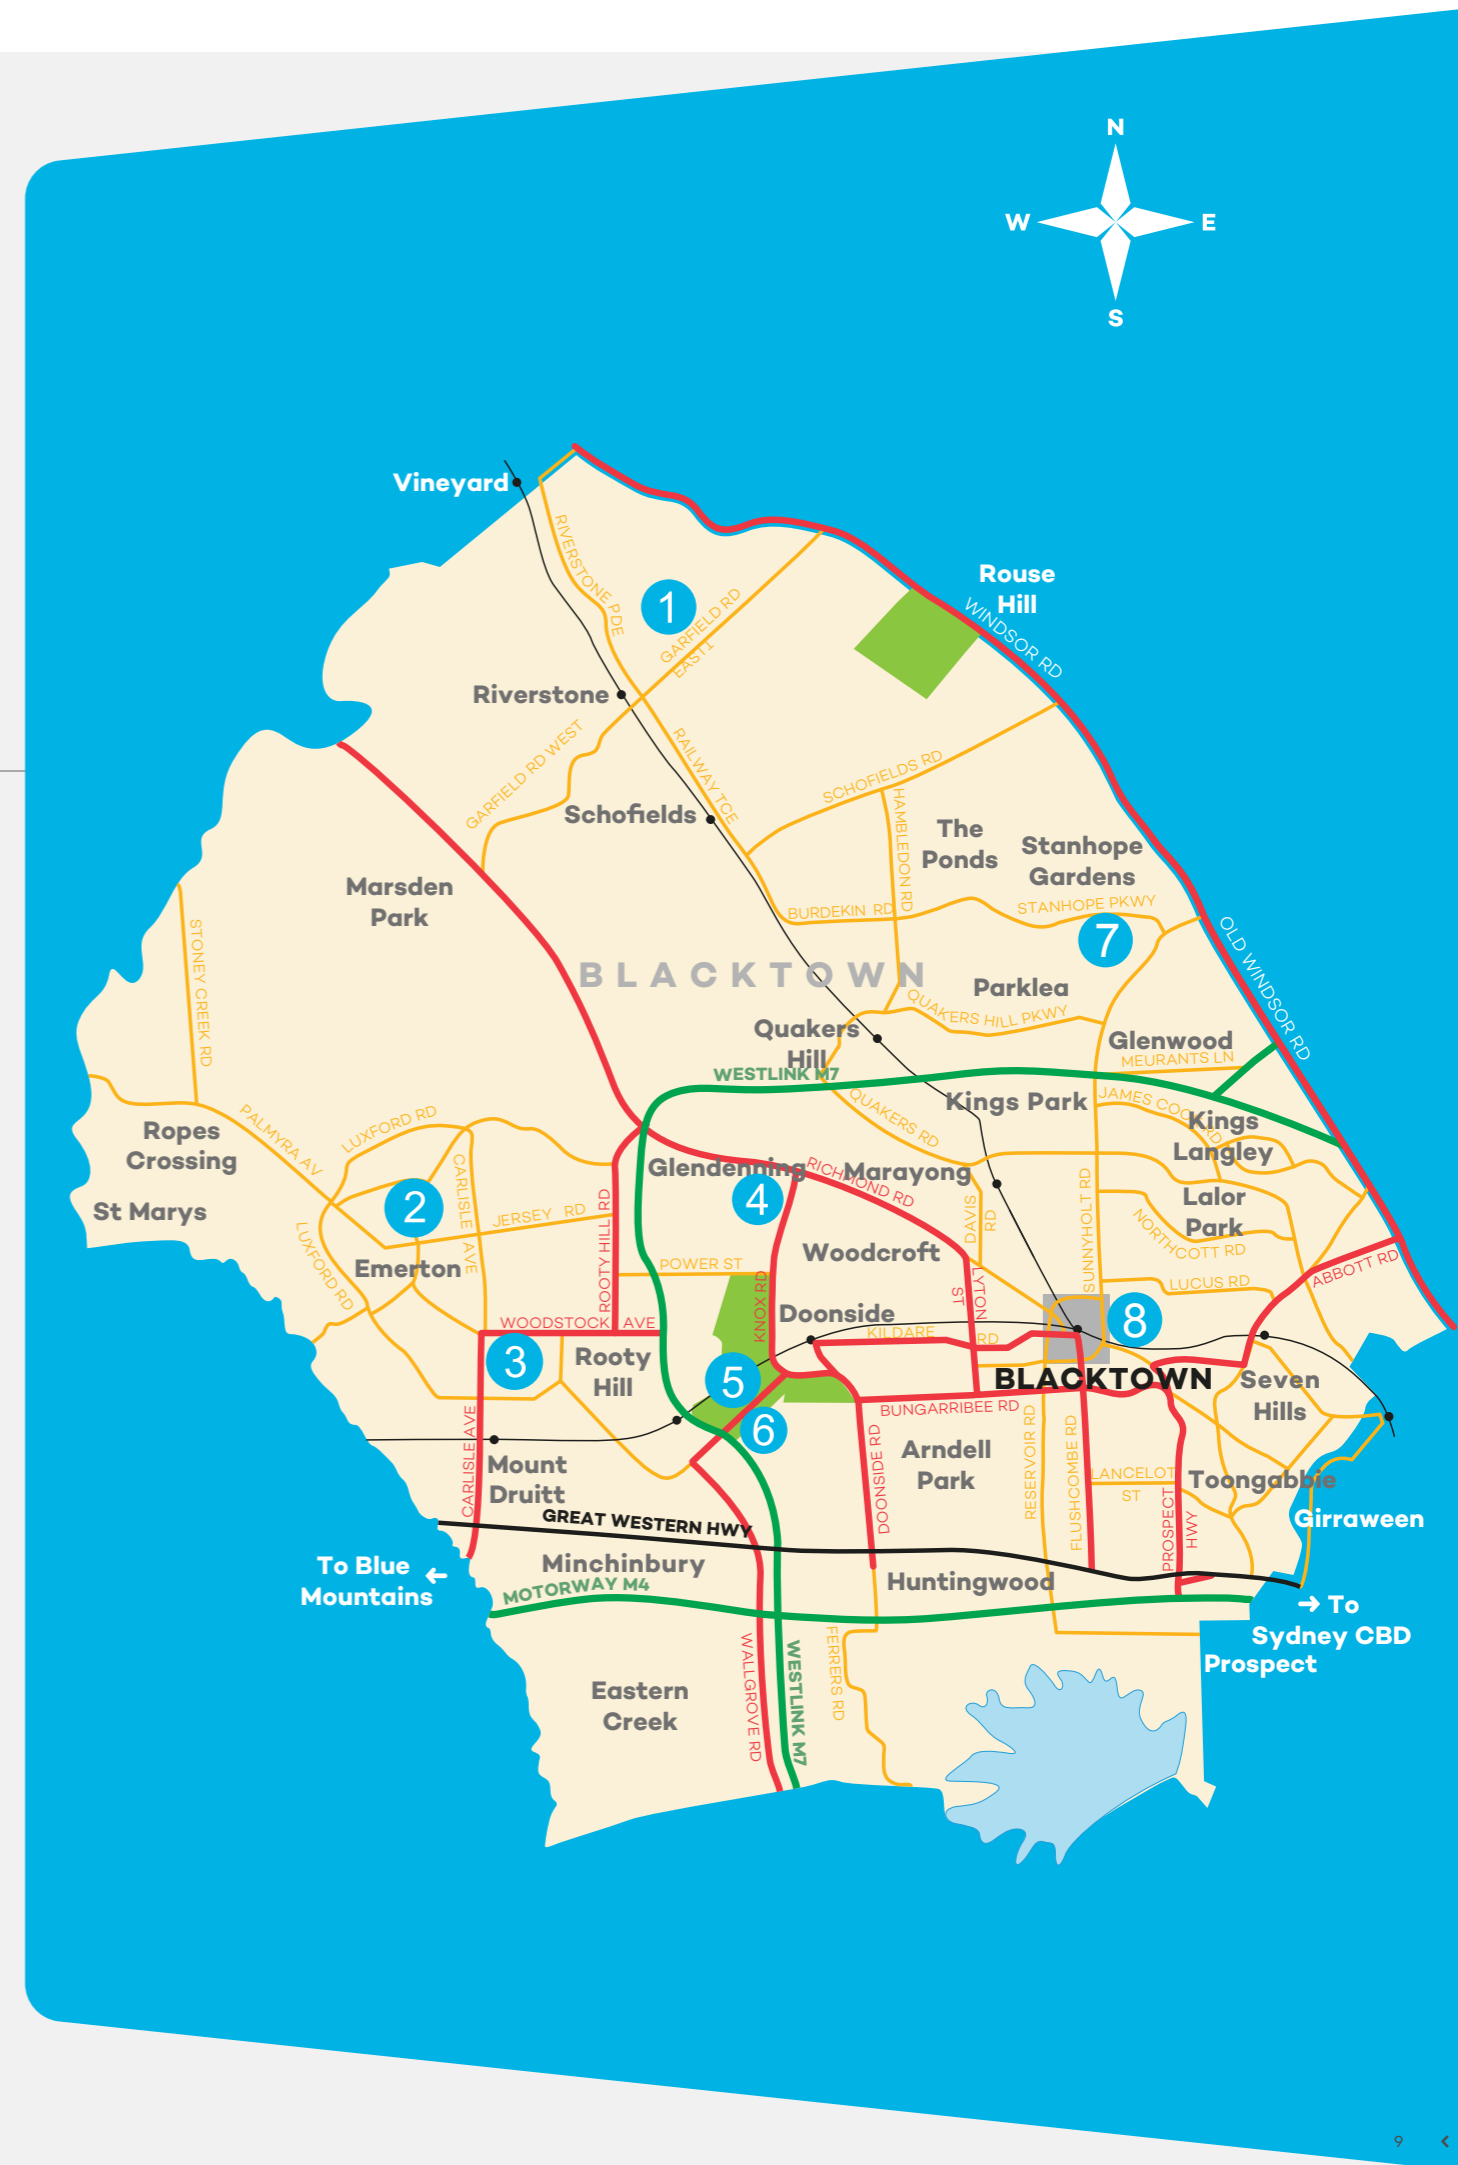 N
W
E
S
Vineyard
RIVERSTONE PDE
1
GARFIELD RD
EAST1
Rouse
Hill
WINDSOR RD
Riverstone
GARFIELD RD WEST
RAILWAY TCE
SCHOFIELDS RD
Schofields
HAMBLEDON RD
The
Ponds
Stanhope
Gardens
Marsden
Park
BURDEKIN RD
STANHOPE PKWY
7
OLD WINDSOR RD
STONEY CREEK RD
BLACKTOWN
Parklea
QUAKERS HILL PKWY
Quakers
Hill
Glenwood
MEURANTS LN
WESTLINK M7
Kings Park
QUAKERS RD
JAMES COOK RD
Kings
Langley
Ropes
Crossing
PALMYRA AV
LUXFORD RD
CARLISLE AVE
Glendenning
RICHMOND RD
Marayong
4
St Marys
2
JERSEY RD
ROOTY HILL RD
DAVIS
RD
SUNNYHOLT RD
Lalor
Park
NORTHCOTT RD
LUXFORD RD
Emerton
POWER ST
Woodcroft
KNOX RD
LYTON
ST
LUCUS RD
ABBOTT RD
Doonside
WOODSTOCK AVE
KILDARE RD
8
3
Rooty
Hill
5
BLACKTOWN
Seven
Hills
6
BUNGARRIBEE RD
CARLISLE AVE
DOONSIDE RD
Arndell
Park
RESERVOIR RD
FLUSHCOMBE RD
LANCELOT
ST
PROSPECT
HWY
Toongabbie
Mount
Druitt
GREAT WESTERN HWY
Girraween
To Blue
Mountains
←
Minchinbury
Huntingwood
MOTORWAY M4
→ To
Sydney CBD
Prospect
WALLGROVE RD
WESTLINK M7
FERRERS RD
Eastern
Creek
9 <